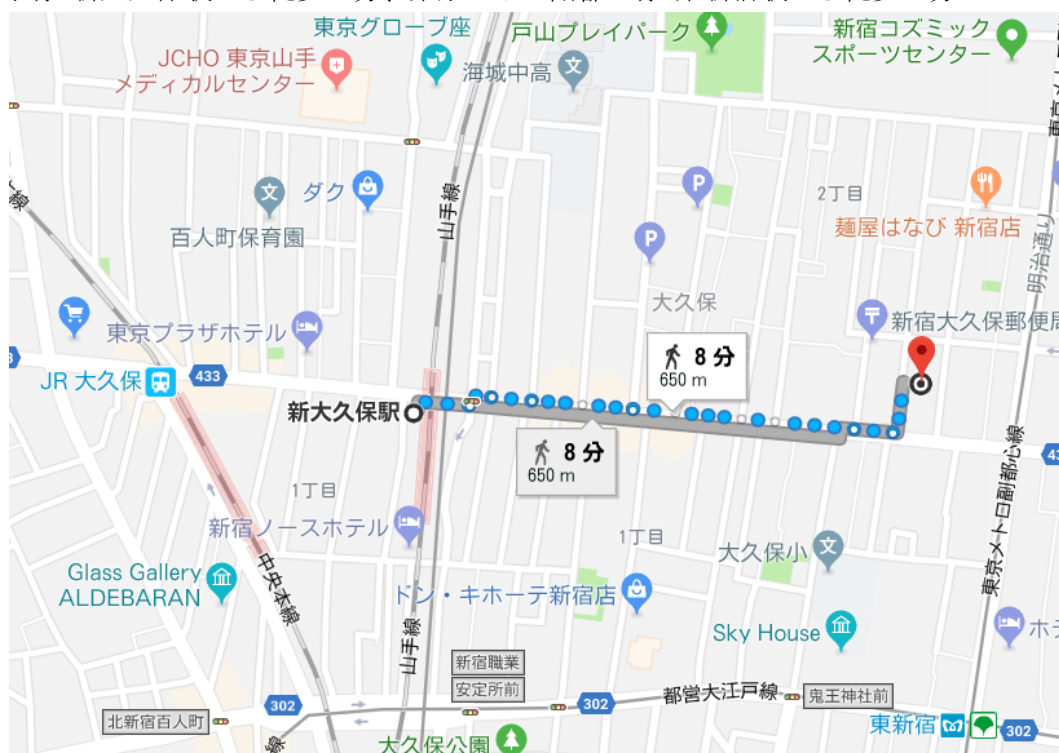 東京グローブ座
戸山プレイパーク
新宿コズミック
スポーツセンター
JCHO 東京山手
メディカルセンター
文
海城中高
文
ダク
山手線
P
2丁目
百人町保育園
P
麺屋はなび 新宿店
明治通り
大久保
〒
新宿大久保郵便局
東京プラザホテル
8 分
650 m
JR 大久保
433
新大久保駅
8 分
650 m
1丁目
新宿ノースホテル
1丁目
大久保小
文
東京メトロ副都心線
Glass Gallery
ALDEBARAN
中央本線
ドン・キホーテ新宿店
Sky House
山手線
新宿職業
安定所前
都営大江戸線
鬼王神社前
北新宿百人町
302
302
東新宿
302
大久保公園